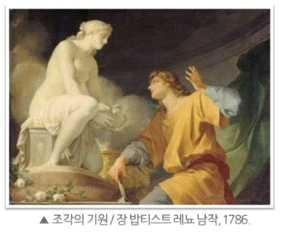 ▲ 조각의 기원 / 장 밥티스트 레뇨 남작, 1786.